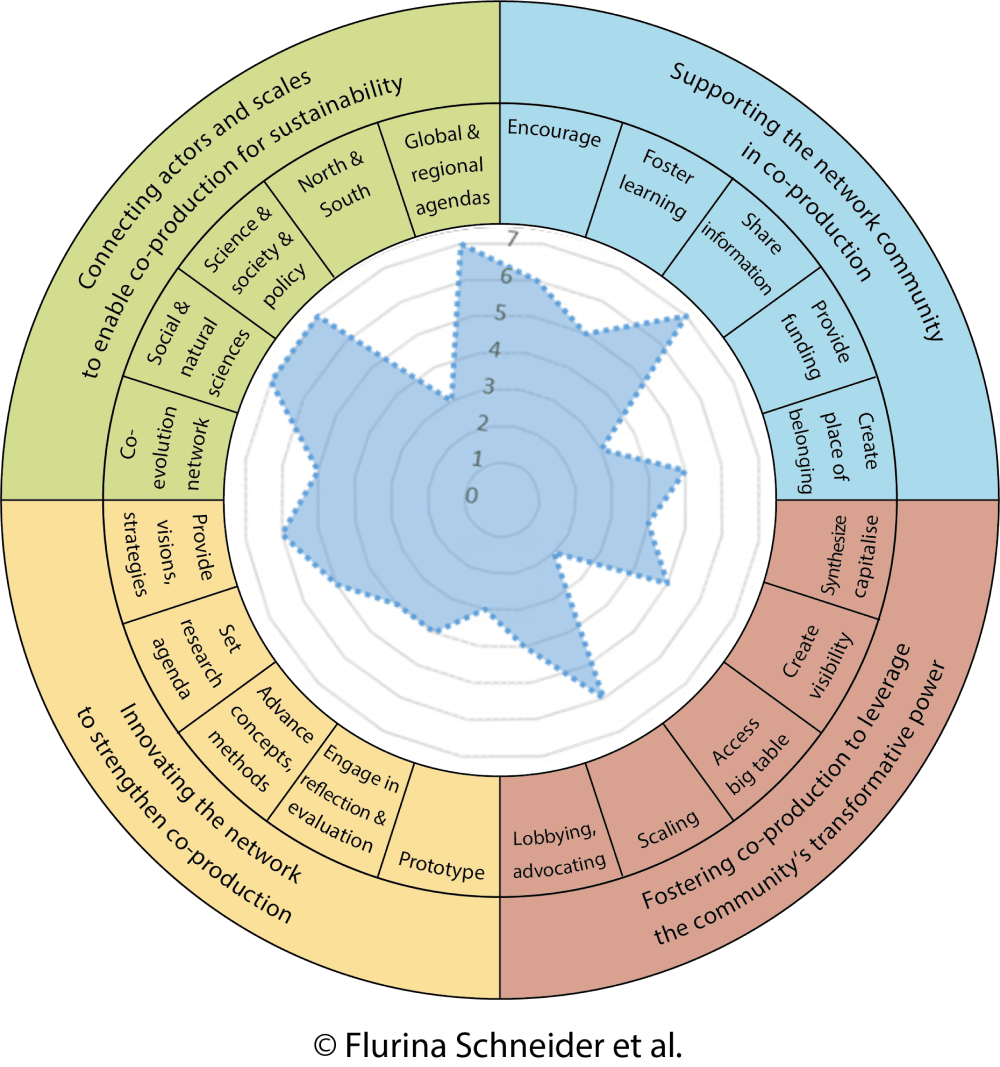 Connecting actors and scales
to enable co-production for sustainability
Supporting the network community
in co-production
Global &
regional
agendas
North &
South
Science &
society &
policy
Social &
natural
sciences
Co-
evolution
network
Encourage
Foster
learning
Share
information
Provide
funding
Create
place of
belonging
7
6
5
4
3
2
1
0
Provide
visions,
strategies
Set
research
agenda
Advance
concepts,
methods
Engage in
reflection &
evaluation
Prototype
Synthesize
capitalise
Create
visibility
Access
big table
Scaling
Lobbying,
advocating
Innovating the network
to strengthen co-production
Fostering co-production to leverage
the community's transformative power
© Flurina Schneider et al.